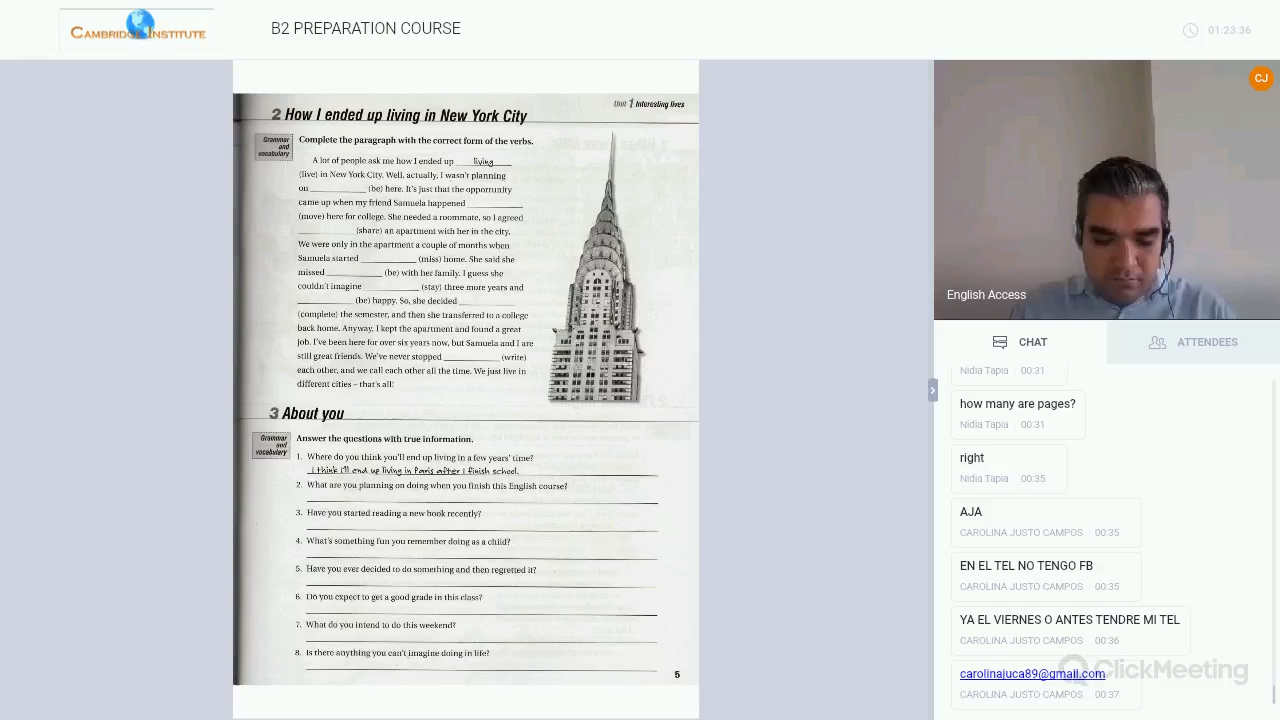 CAMBRIDGE INSTITUTE
B2 PREPARATION COURSE
01:23:36
Unit 1 Interesting lives
2 How I ended up living in New York City
Grammar
and
vocabulary
Complete the paragraph with the correct form of the verbs.
A lot of people ask me how I ended up living
(live) in New York City. Well, actually, I wasn't planning
on ____________ (be) here. It's just that the opportunity
came up when my friend Samuela happened ____________
(move) here for college. She needed a roommate, so I agreed
____________ (share) an apartment with her in the city.
We were only in the apartment a couple of months when
Samuela started ____________ (miss) home. She said she
missed ____________ (be) with her family. I guess she
couldn't imagine ____________ (stay) three more years and
____________ (be) happy. So, she decided ____________
(complete) the semester, and then she transferred to a college
back home. Anyway, I kept the apartment and found a great
job. I've been here for over six years now, but Samuela and I are
still great friends. We've never stopped ____________ (write)
each other, and we call each other all the time. We just live in
different cities – that's all!
3 About you
Grammar
and
vocabulary
Answer the questions with true information.
1. Where do you think you'll end up living in a few years' time?
I think I'll end up living in Paris after I finish school.
2. What are you planning on doing when you finish this English course?
3. Have you started reading a new book recently?
4. What's something fun you remember doing as a child?
5. Have you ever decided to do something and then regretted it?
6. Do you expect to get a good grade in this class?
7. What do you intend to do this weekend?
8. Is there anything you can't imagine doing in life?
5
CJ
English Access
CHAT
ATTENDEES
Nidia Tapia 00:31
how many are pages?
Nidia Tapia 00:31
right
Nidia Tapia 00:35
AJA
CAROLINA JUSTO CAMPOS 00:35
EN EL TEL NO TENGO FB
CAROLINA JUSTO CAMPOS 00:35
YA EL VIERNES O ANTES TENDRE MI TEL
CAROLINA JUSTO CAMPOS 00:36
carolinajuca89@gmail.com
CAROLINA JUSTO CAMPOS 00:37
ClickMeeting